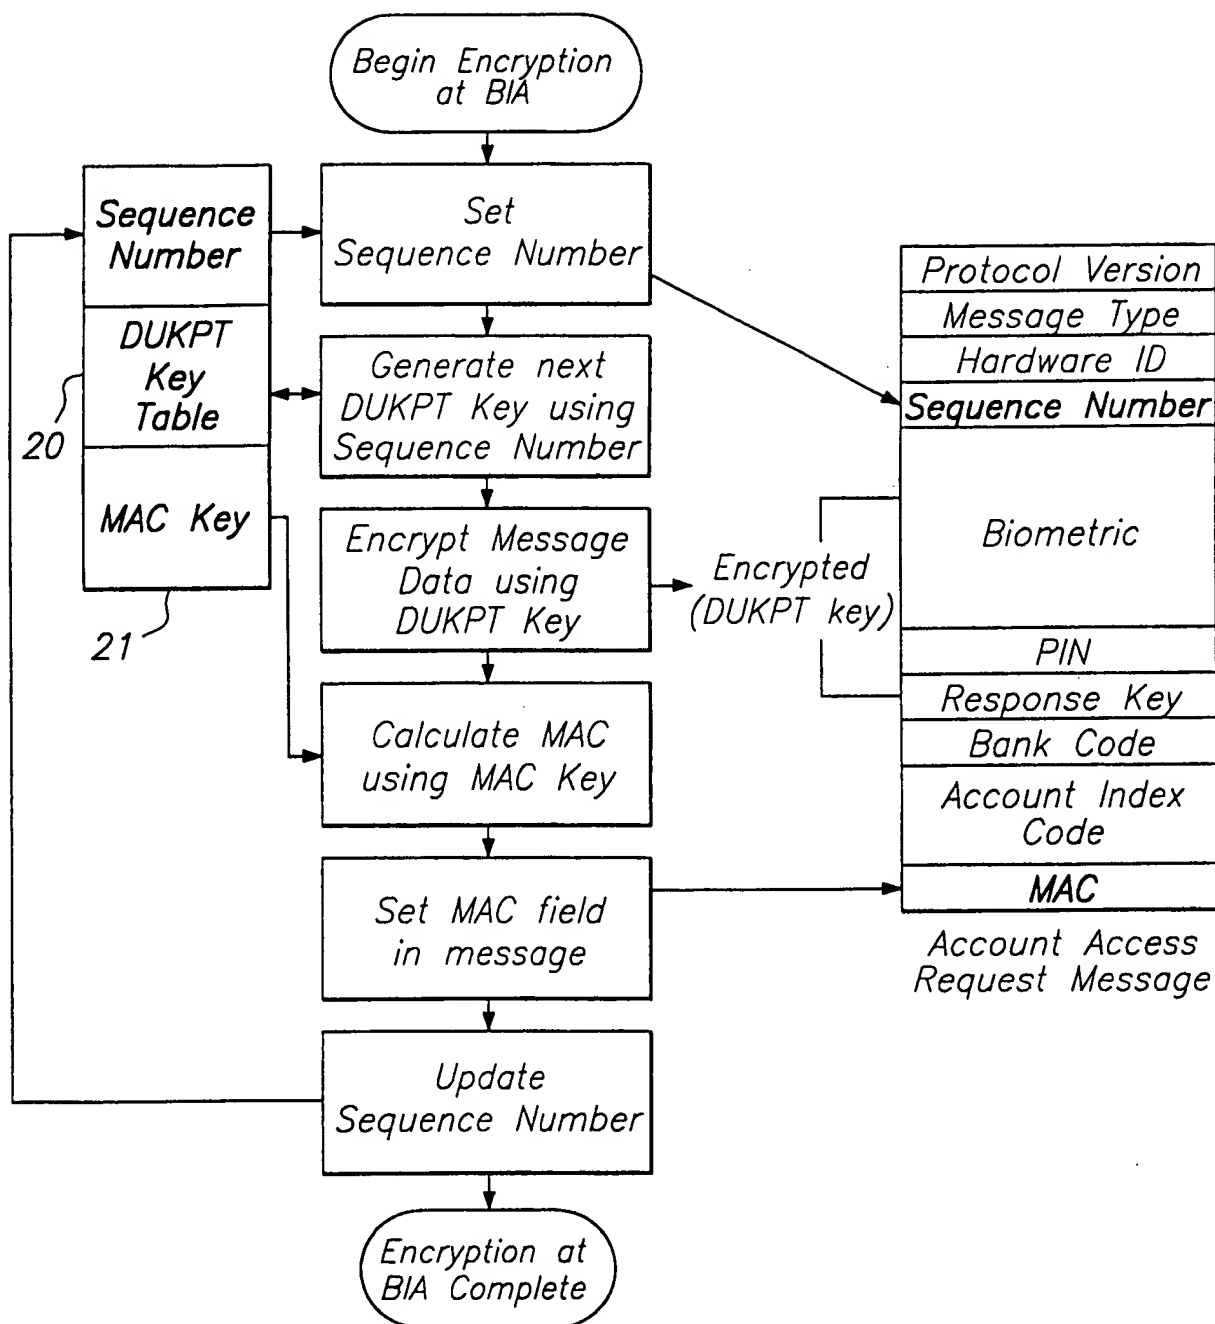 Begin Encryption
at BIA
Sequence
Number
DUKPT
Key
Table
MAC Key
20
21
Set
Sequence Number
Generate next
DUKPT Key using
Sequence Number
Encrypt Message
Data using
DUKPT Key
Calculate MAC
using MAC Key
Set MAC field
in message
Update
Sequence Number
Encryption at
BIA Complete
Encrypted
(DUKPT key)
Protocol Version
Message Type
Hardware ID
Sequence Number
Biometric
PIN
Response Key
Bank Code
Account Index
Code
MAC
Account Access
Request Message